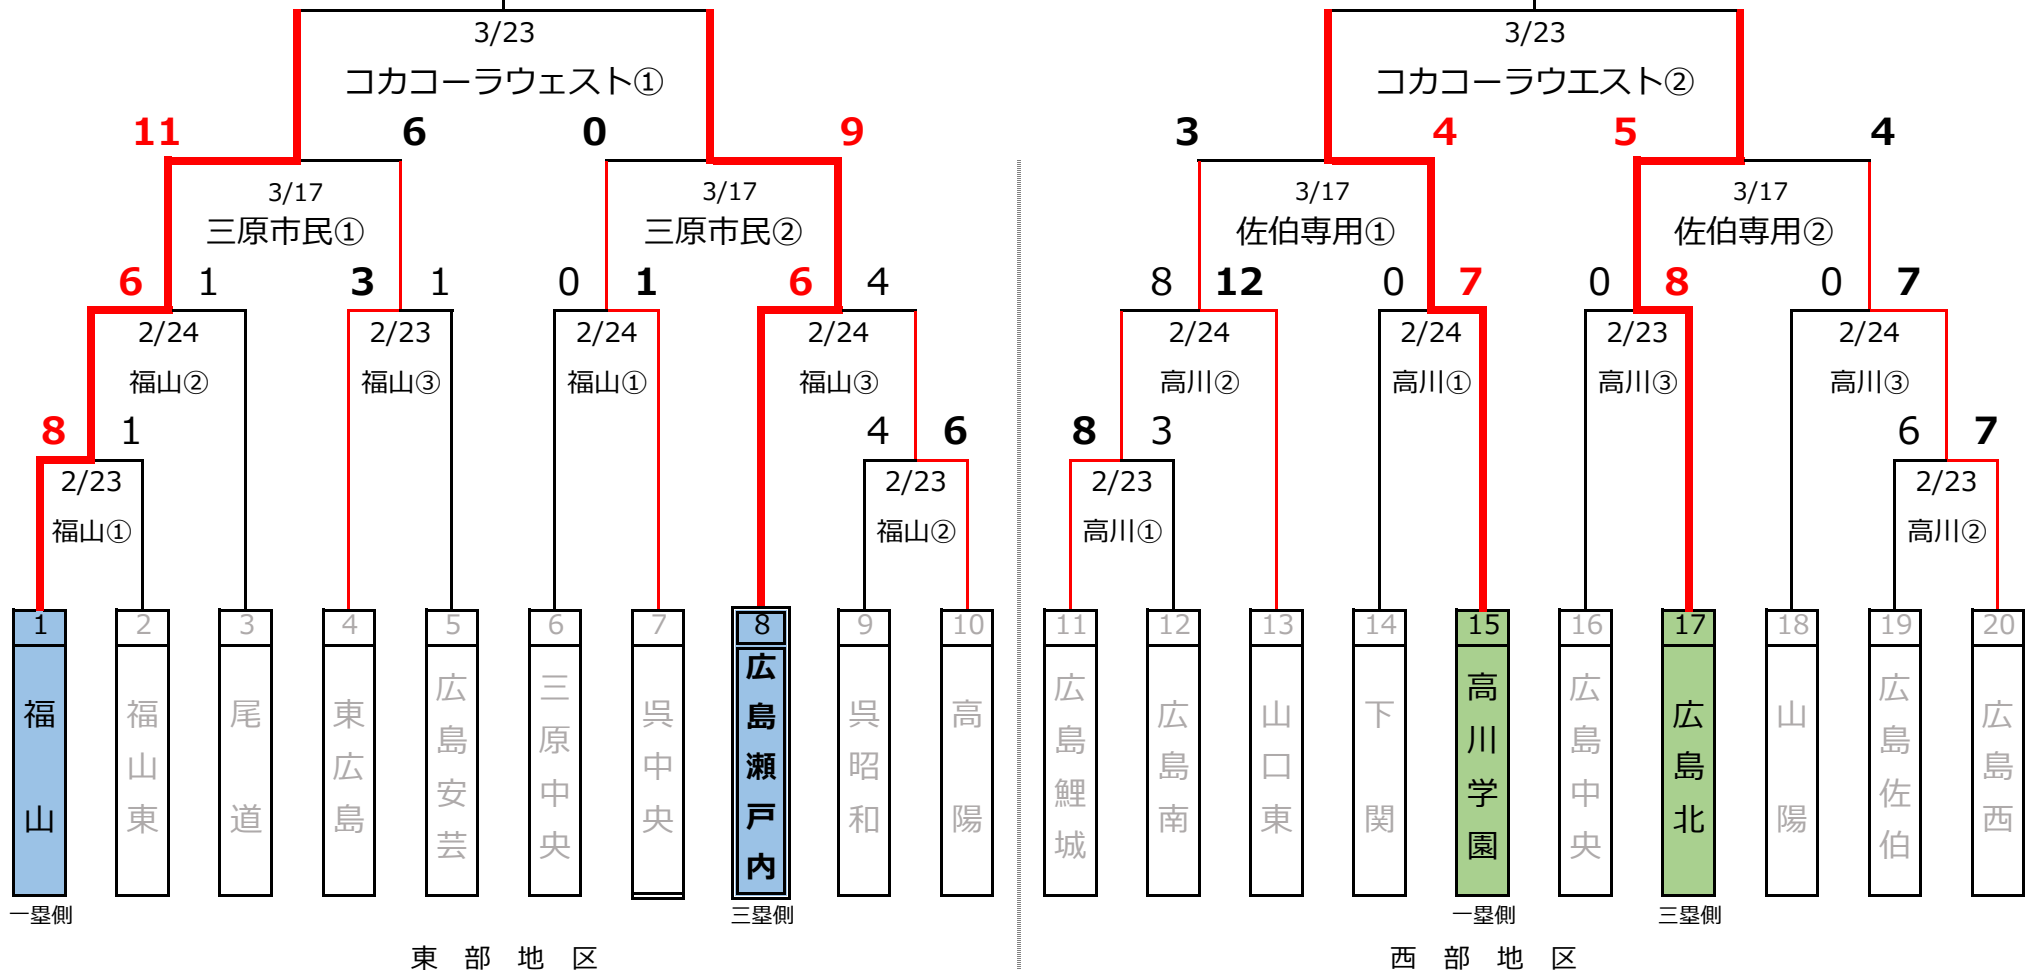 3/23 3/23
コカコーラウェスト① コカコーラウエスト②
11 6 0 9 3 4 5 4
3/17 3/17 3/17 3/17
三原市民① 三原市民② 佐伯専用① 佐伯専用②
6 1 3 1 0 1 6 4 8 12 0 7 0 8 0 7
2/24 2/23 2/24 2/24 2/24 2/24 2/23 2/24
福山② 福山③ 福山① 福山③ 高川② 高川① 高川③ 高川③
8 1 4 6 8 3 6 7
2/23 2/23 2/23 2/23
福山① 福山② 高川① 高川②
1 2 3 4 5 6 7 8 9 10 11 12 13 14 15 16 17 18 19 20
福山
福山東
尾道
東広島
広島安芸
三原中央
呉中央
広島瀬戸内
呉昭和
高陽
広島鯉城
広島南
山口東
下関
高川学園
広島中央
広島北
山陽
広島佐伯
広島西
一塁側 三塁側 一塁側 三塁側
東部地区 西部地区